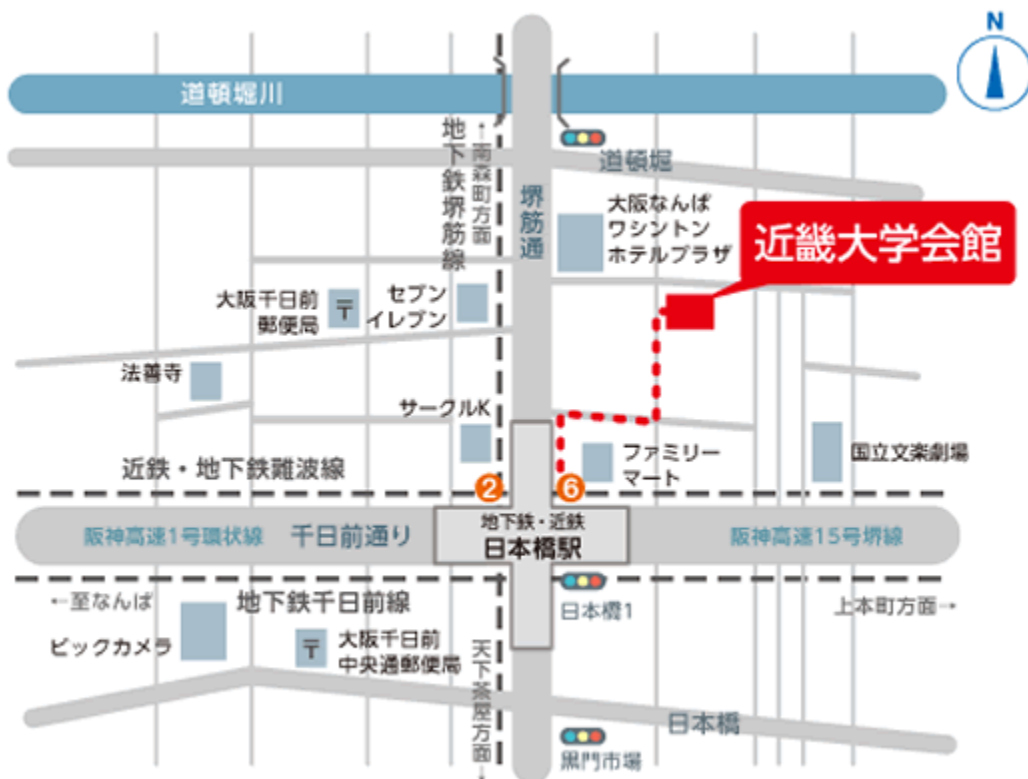 N
道頓堀川
地下鉄堺筋線
←南森町方面
堺筋通
道頓堀
大阪なんば
ワシントン
ホテルプラザ
近畿大学会館
大阪千日前
郵便局
〒
セブン
イレブン
法善寺
サークルK
ファミリー
マート
国立文楽劇場
近鉄・地下鉄難波線
2
6
阪神高速1号環状線
千日前通り
地下鉄・近鉄
日本橋駅
阪神高速15号堺線
←至なんば
地下鉄千日前線
日本橋1
上本町方面→
ビックカメラ
〒
大阪千日前
中央通郵便局
天下茶屋方面→
日本橋
黒門市場